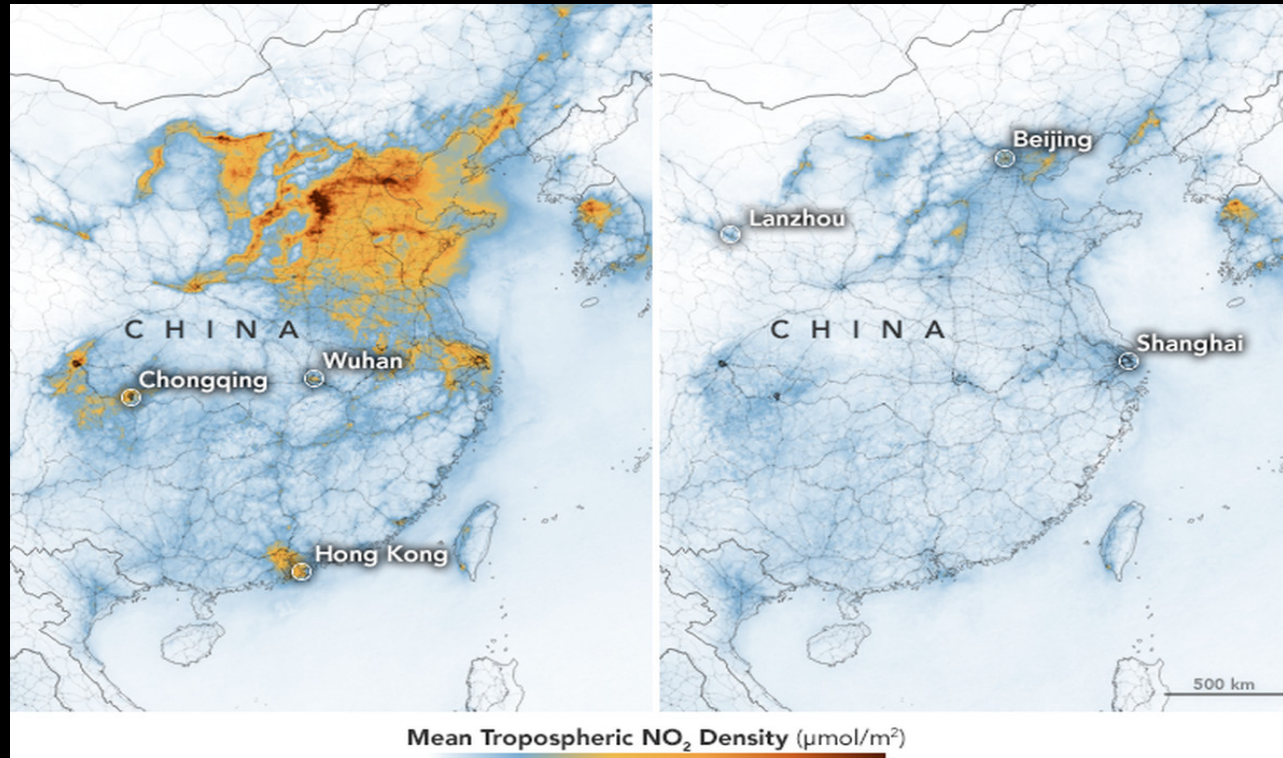 CHINA
Wuhan
Chongqing
Hong Kong
Beijing
Lanzhou
CHINA
Shanghai
500 km
Mean Tropospheric NO₂ Density (μmol/m²)